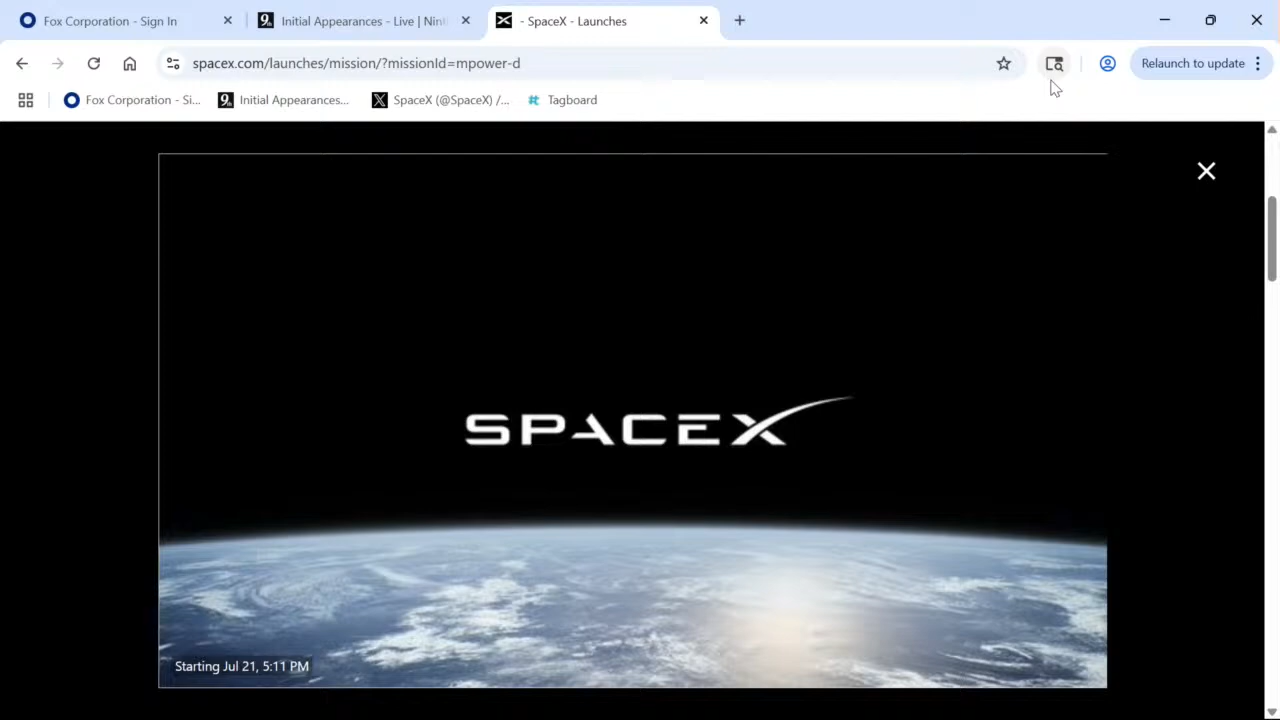 Fox Corporation - Sign In
Initial Appearances - Live | Nint
- SpaceX - Launches
spacex.com/launches/mission/?missionId=mpower-d
Relaunch to update
Fox Corporation - Si...
Initial Appearances...
SpaceX (@SpaceX) /...
Tagboard
SPACEX
Starting Jul 21, 5:11 PM